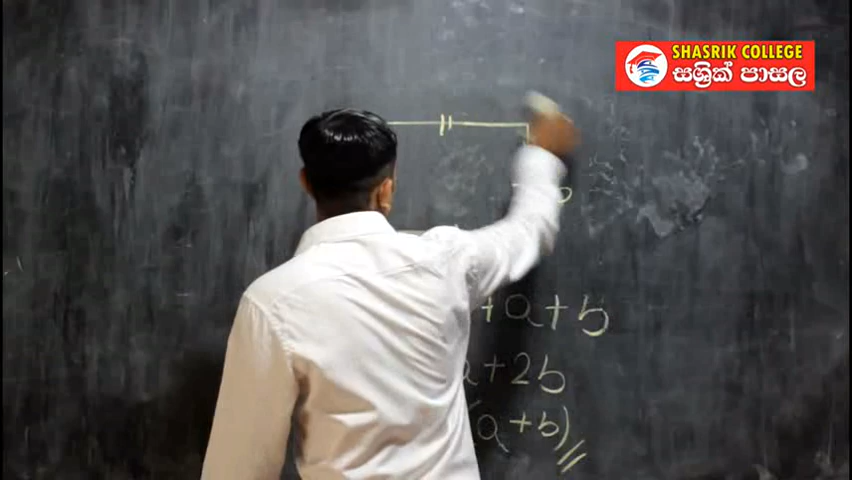 SHASRIK COLLEGE
සශ්‍රික් පාසල
b
+ a + b
a + 2b
(a + b)